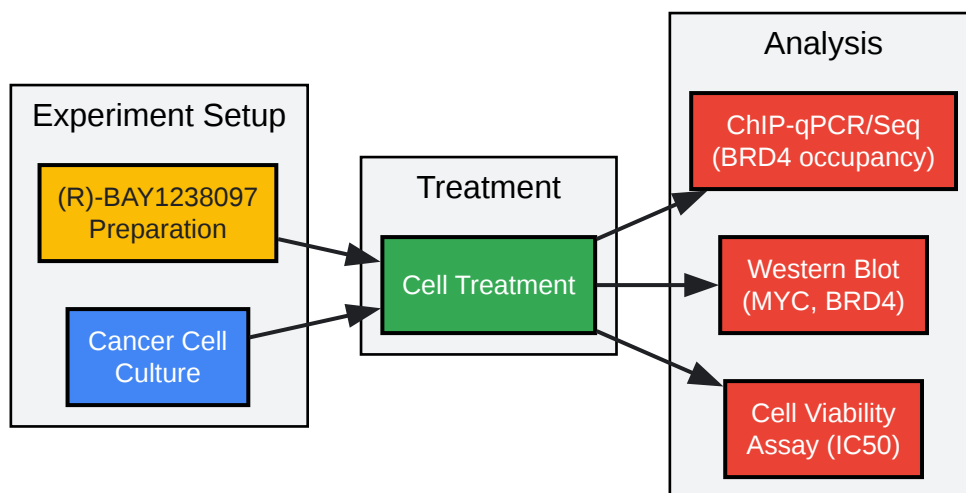 Experiment Setup
(R)-BAY1238097
Preparation
Cancer Cell
Culture
Treatment
Cell Treatment
Analysis
ChIP-qPCR/Seq
(BRD4 occupancy)
Western Blot
(MYC, BRD4)
Cell Viability
Assay (IC50)